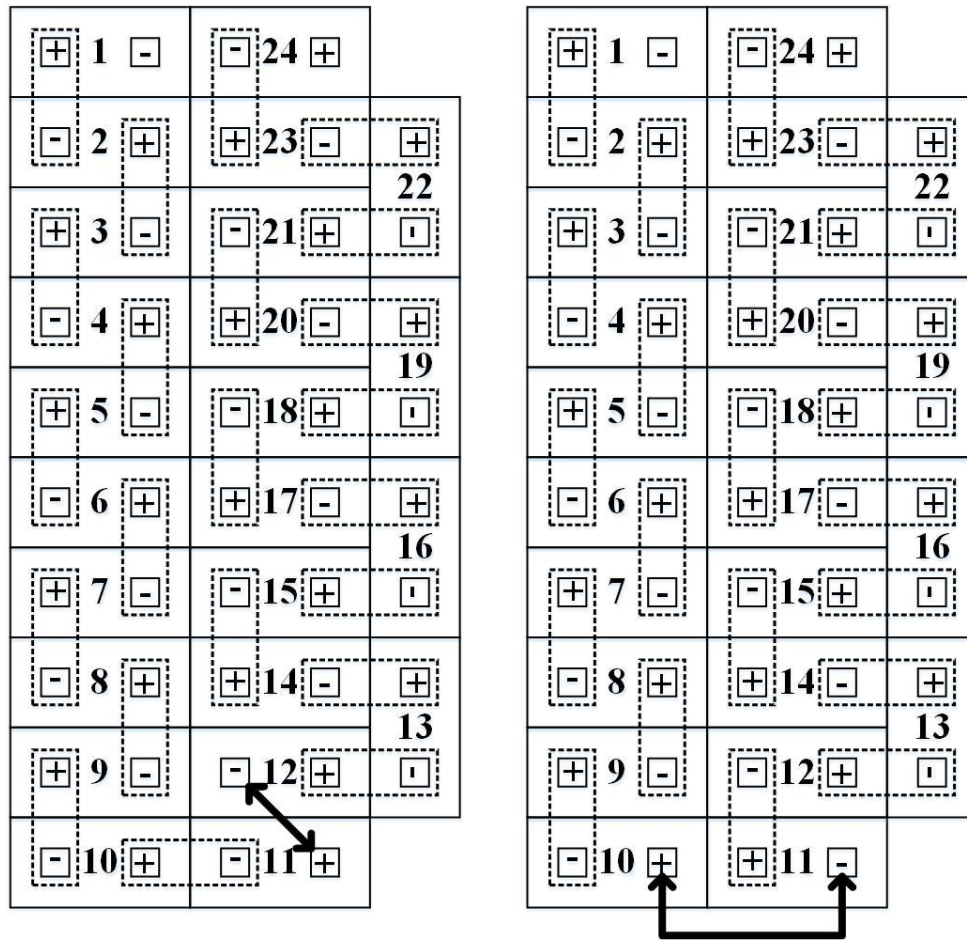 + 1 - - 24 +
- 2 + + 23 - +
22
+ 3 - - 21 + -
- 4 + + 20 - +
19
+ 5 - - 18 + -
- 6 + + 17 - +
16
+ 7 - - 15 + -
- 8 + + 14 - +
13
+ 9 - - 12 + -
- 10 + - 11 +
+ 1 - - 24 +
- 2 + + 23 - +
22
+ 3 - - 21 + -
- 4 + + 20 - +
19
+ 5 - - 18 + -
- 6 + + 17 - +
16
+ 7 - - 15 + -
- 8 + + 14 - +
13
+ 9 - - 12 + -
- 10 + + 11 -